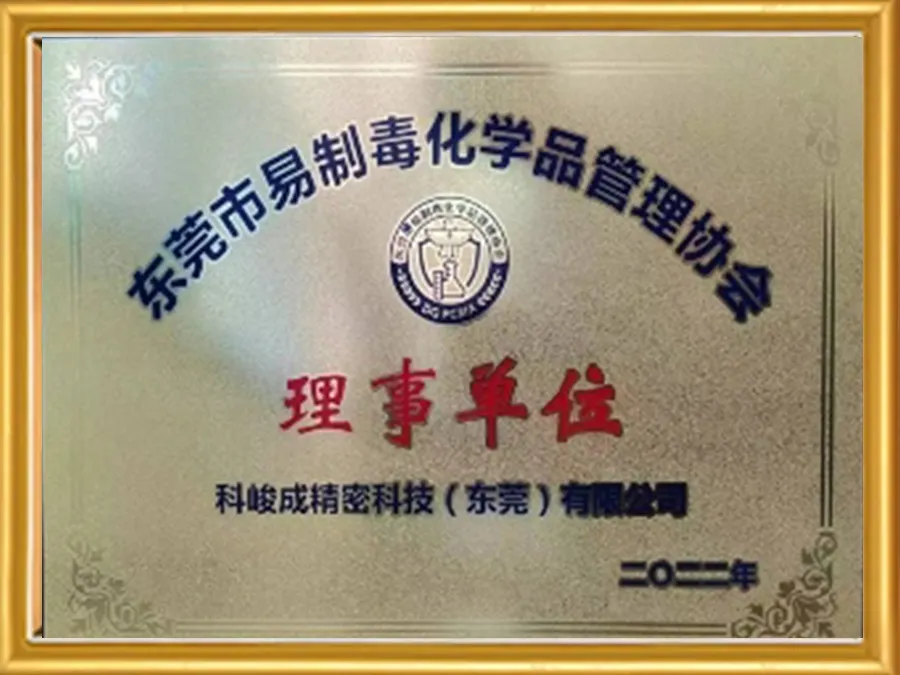 东莞市易制毒化学品管理协会
理事单位
科峻成精密科技（东莞）有限公司
二〇二二年